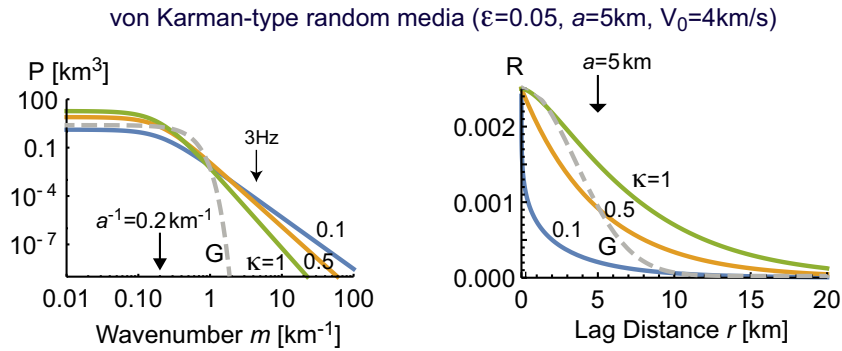 von Karman-type random media (ε=0.05, a=5km, V₀=4km/s)
P [km³]
100
0.1
10⁻⁴
10⁻⁷
3Hz
a⁻¹=0.2km⁻¹
G
κ=1
0.5
0.1
0.01
0.10
1
10
100
Wavenumber m [km⁻¹]
R
a=5km
0.002
0.001
0.000
κ=1
0.5
0.1
G
0
5
10
15
20
Lag Distance r [km]